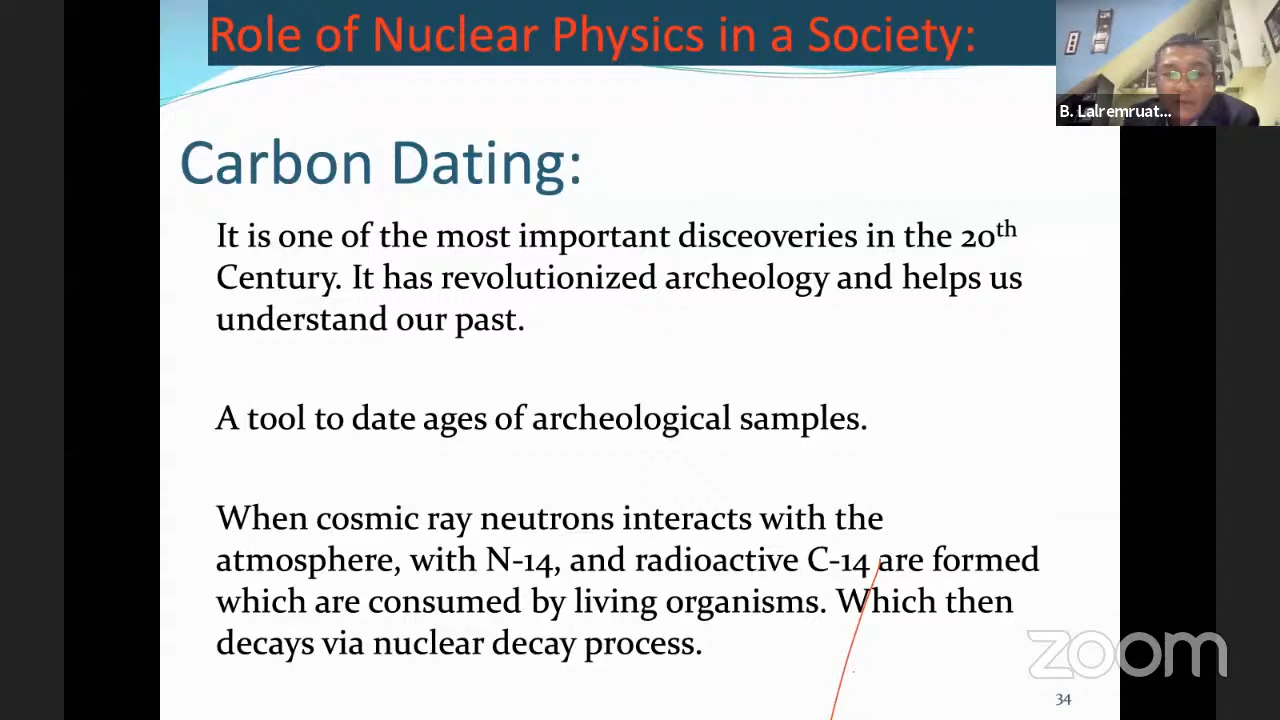 Role of Nuclear Physics in a Society:
B. Lalremruat...
Carbon Dating:
It is one of the most important disceoveries in the 20th
Century. It has revolutionized archeology and helps us
understand our past.
A tool to date ages of archeological samples.
When cosmic ray neutrons interacts with the
atmosphere, with N-14, and radioactive C-14 are formed
which are consumed by living organisms. Which then
decays via nuclear decay process.
zoom
34